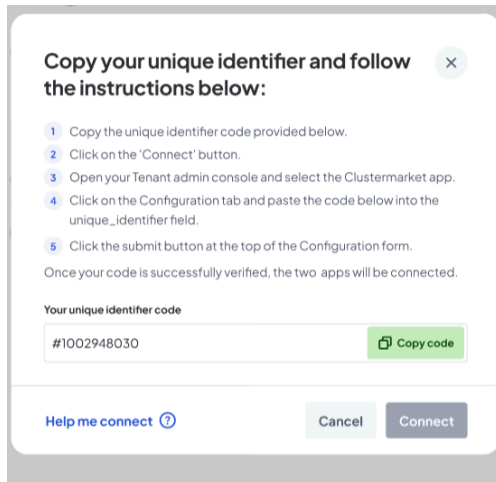 Copy your unique identifier and follow
the instructions below:
1 Copy the unique identifier code provided below.
2 Click on the 'Connect' button.
3 Open your Tenant admin console and select the Clustermarket app.
4 Click on the Configuration tab and paste the code below into the
unique_identifier field.
5 Click the submit button at the top of the Configuration form.
Once your code is successfully verified, the two apps will be connected.
Your unique identifier code
#1002948030
Copy code
Help me connect ?
Cancel
Connect